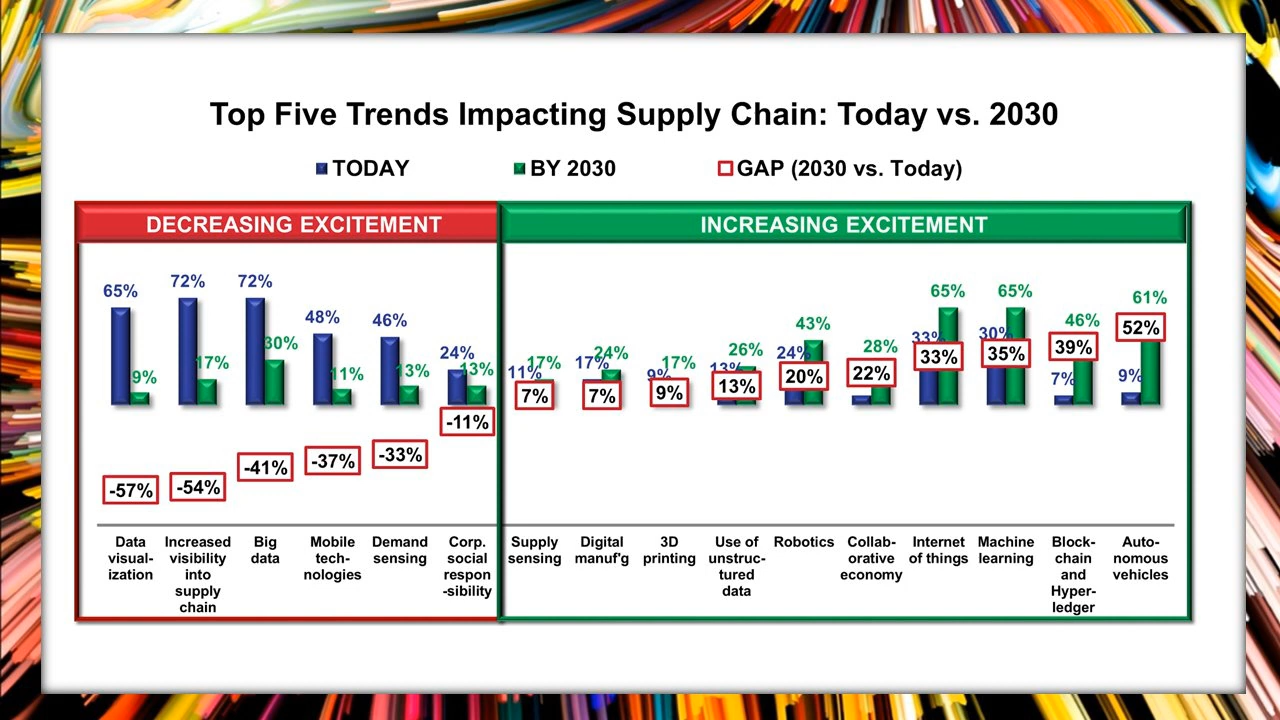 Top Five Trends Impacting Supply Chain: Today vs. 2030
TODAY
BY 2030
GAP (2030 vs. Today)
DECREASING EXCITEMENT
INCREASING EXCITEMENT
65%
9%
-57%
72%
17%
-54%
72%
30%
-41%
48%
11%
-37%
46%
13%
-33%
24%
13%
-11%
11%
17%
7%
17%
24%
7%
9%
17%
9%
13%
26%
13%
24%
43%
20%
28%
22%
33%
65%
33%
30%
65%
35%
7%
46%
39%
9%
61%
52%
Data
visual-
ization
Increased
visibility
into
supply
chain
Big
data
Mobile
tech-
nologies
Demand
sensing
Corp.
social
respon
-sibility
Supply
sensing
Digital
manuf'g
3D
printing
Use of
unstruc-
tured
data
Robotics
Collab-
orative
economy
Internet
of things
Machine
learning
Block-
chain
and
Hyper-
ledger
Auto-
nomous
vehicles